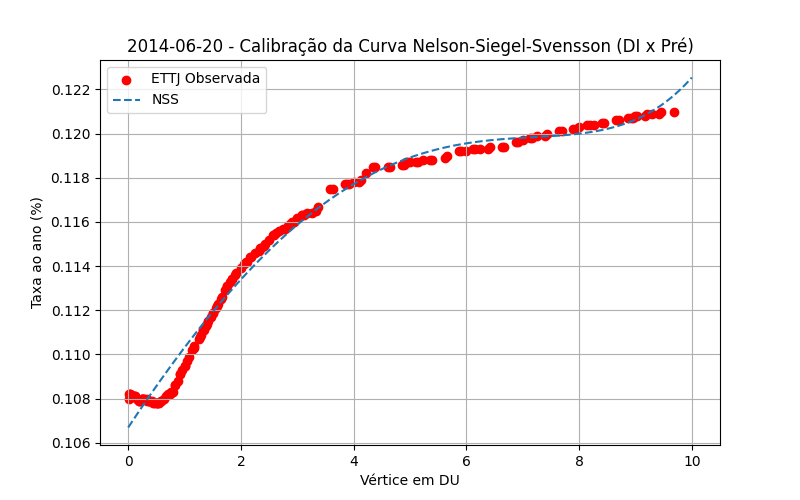 2014-06-20 - Calibração da Curva Nelson-Siegel-Svensson (DI x Pré)
ETTJ Observada
NSS
Taxa ao ano (%)
0.122
0.120
0.118
0.116
0.114
0.112
0.110
0.108
0.106
0 2 4 6 8 10
Vértice em DU